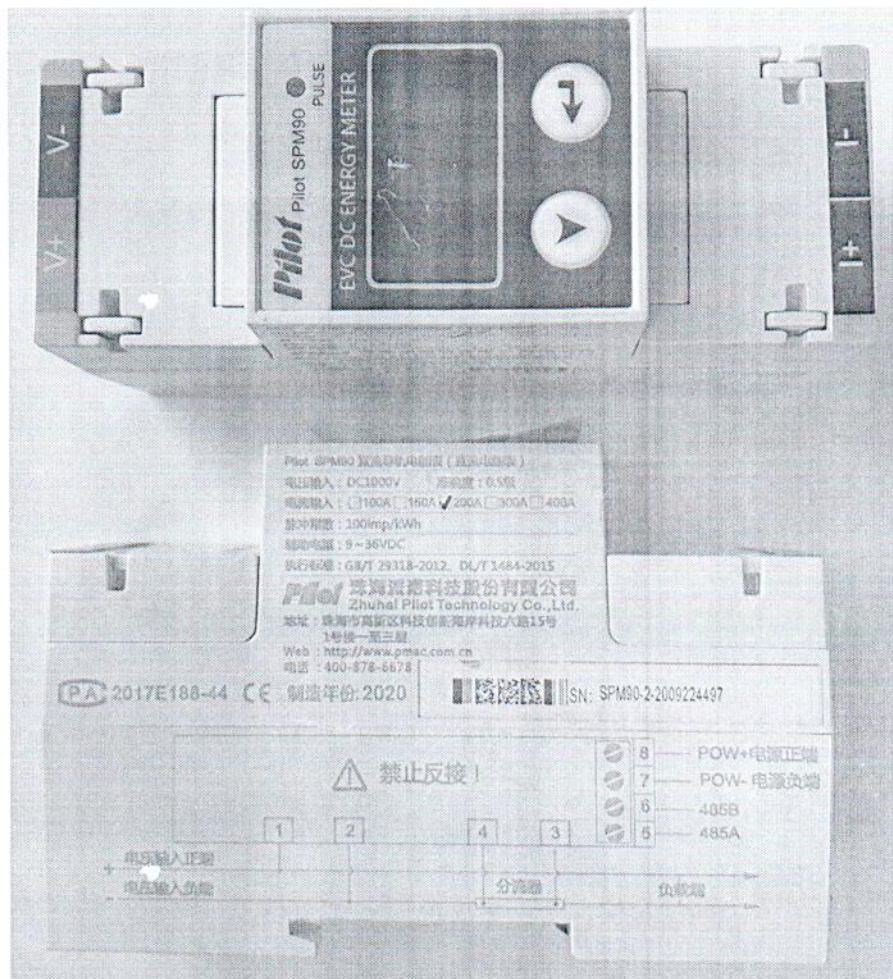 V-
V+
Pilot Pilot SPM90
PULSE
EVC DC ENERGY METER
I-
I+
Pilot SPM90 直流导轨电能表（直流电能表）
电压输入：DC1000V 准确度：0.5级
电流输入：□100A□160A✓200A□300A□400A
脉冲常数：100imp/kWh
辅助电源：9~36VDC
执行标准：GB/T 29318-2012、DL/T 1484-2015
Pilot 珠海派诺科技股份有限公司
Zhuhai Pilot Technology Co.,Ltd.
地址：珠海市高新区科技创新海岸科技六路15号
1号楼一至三层
Web：http://www.pmac.com.cn
电话：400-878-6678
CPA 2017E188-44 CE 制造年份:2020
SN: SPM90-2-2009224497
禁止反接！
8 POW+电源正端
7 POW-电源负端
6 485B
5 485A
1 2 4 3
+ 电压输入正端
- 电压输入负端
分流器
负载端